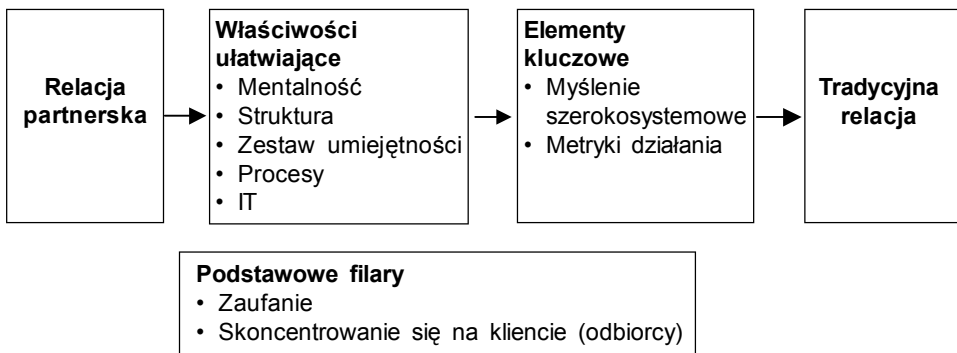 Relacja
partnerska
Właściwości
ułatwiające
• Mentalność
• Struktura
• Zestaw umiejętności
• Procesy
• IT
Elementy
kluczowe
• Myślenie
szerokosystemowe
• Metryki działania
Tradycyjna
relacja
Podstawowe filary
• Zaufanie
• Skoncentrowanie się na kliencie (odbiorcy)